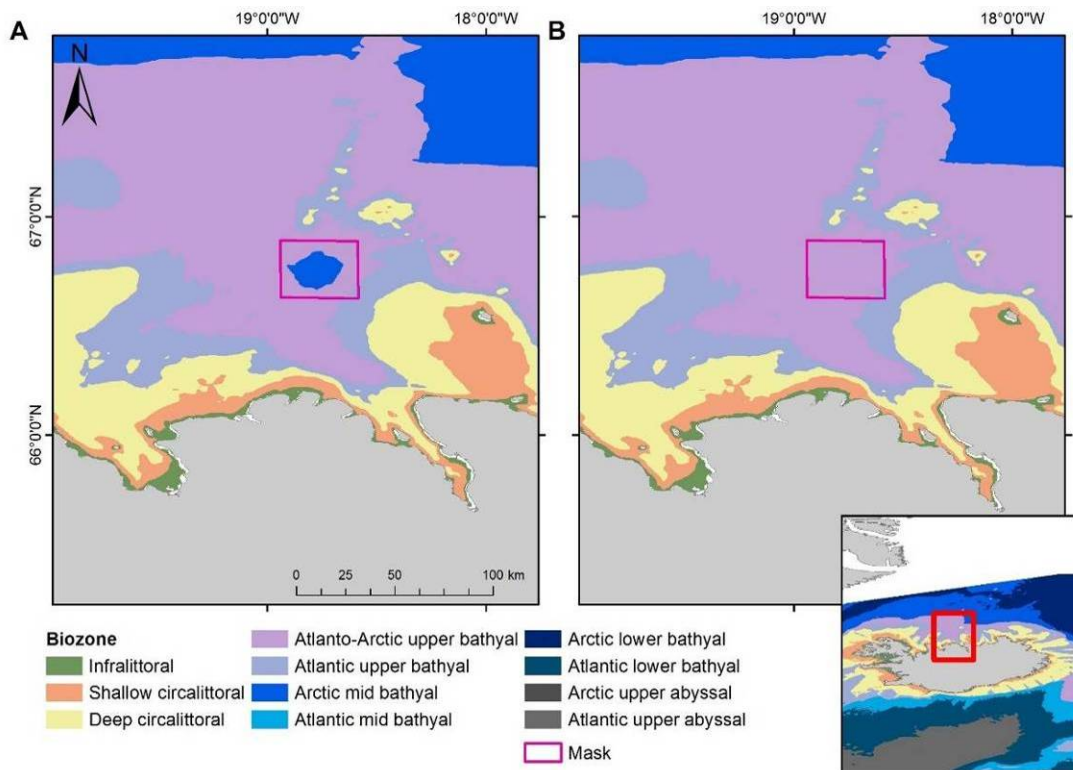 19°0'0"W 18°0'0"W 19°0'0"W 18°0'0"W
A B
N
67°0'0"N
66°0'0"N
0 25 50 100 km
Biozone
Infralittoral
Shallow circalittoral
Deep circalittoral
Atlanto-Arctic upper bathyal
Atlantic upper bathyal
Arctic mid bathyal
Atlantic mid bathyal
Arctic lower bathyal
Atlantic lower bathyal
Arctic upper abyssal
Atlantic upper abyssal
Mask